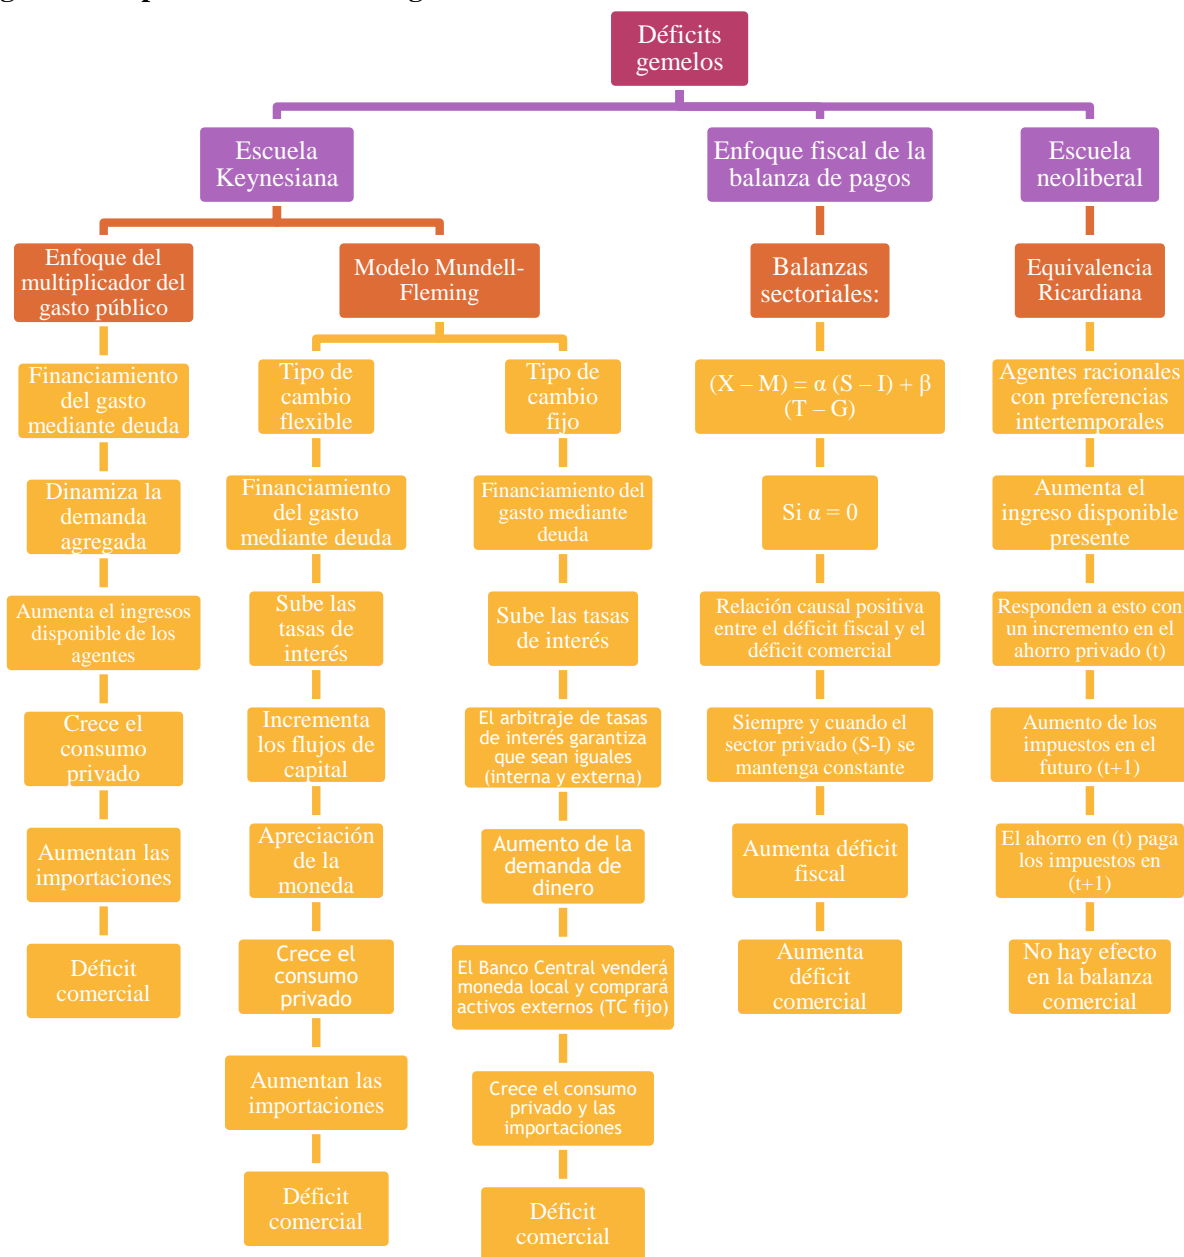 Déficits
gemelos
Escuela
Keynesiana
Enfoque fiscal de la
balanza de pagos
Escuela
neoliberal
Enfoque del
multiplicador del
gasto público
Modelo Mundell-
Fleming
Balanzas
sectoriales:
Equivalencia
Ricardiana
Financiamiento
del gasto
mediante deuda
Dinamiza la
demanda
agregada
Aumenta el ingresos
disponible de los
agentes
Crece el
consumo
privado
Aumentan las
importaciones
Déficit
comercial
Tipo de
cambio
flexible
Financiamiento
del gasto
mediante deuda
Sube las
tasas de
interés
Incrementa
los flujos de
capital
Apreciación
de la
moneda
Crece el
consumo
privado
Aumentan las
importaciones
Déficit
comercial
Tipo de
cambio
fijo
Financiamiento del
gasto mediante
deuda
Sube las tasas
de interés
El arbitraje de tasas
de interés garantiza
que sean iguales
(interna y externa)
Aumento de la
demanda de
dinero
El Banco Central venderá
moneda local y comprará
activos externos (TC fijo)
Crece el consumo
privado y las
importaciones
Déficit
comercial
(X – M) = α (S – I) + β
(T – G)
Si α = 0
Relación causal positiva
entre el déficit fiscal y el
déficit comercial
Siempre y cuando el
sector privado (S-I) se
mantenga constante
Aumenta déficit
fiscal
Aumenta
déficit
comercial
Agentes racionales
con preferencias
intertemporales
Aumenta el
ingreso disponible
presente
Responden a esto con
un incremento en el
ahorro privado (t)
Aumento de los
impuestos en el
futuro (t+1)
El ahorro en (t) paga
los impuestos en
(t+1)
No hay efecto
en la balanza
comercial